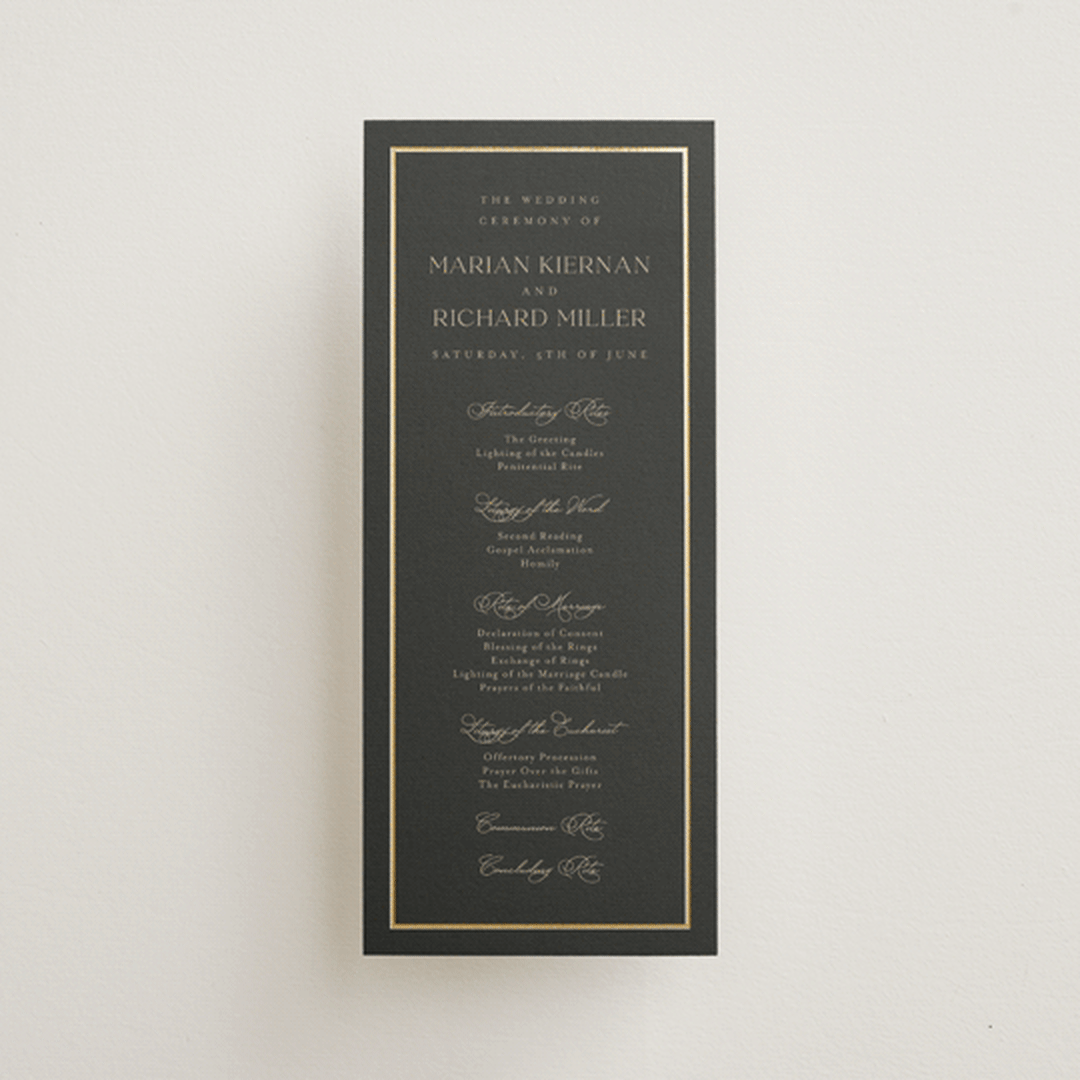 THE WEDDING
CEREMONY OF
MARIAN KIERNAN
AND
RICHARD MILLER
SATURDAY, 5TH OF JUNE
Introductory Rites
The Greeting
Lighting of the Candles
Penitential Rite
Liturgy of the Word
Second Reading
Gospel Acclamation
Homily
Rite of Marriage
Declaration of Consent
Blessing of the Rings
Exchange of Rings
Lighting of the Marriage Candle
Prayers of the Faithful
Liturgy of the Eucharist
Offertory Procession
Prayer Over the Gifts
The Eucharistic Prayer
Communion Rite
Concluding Rite